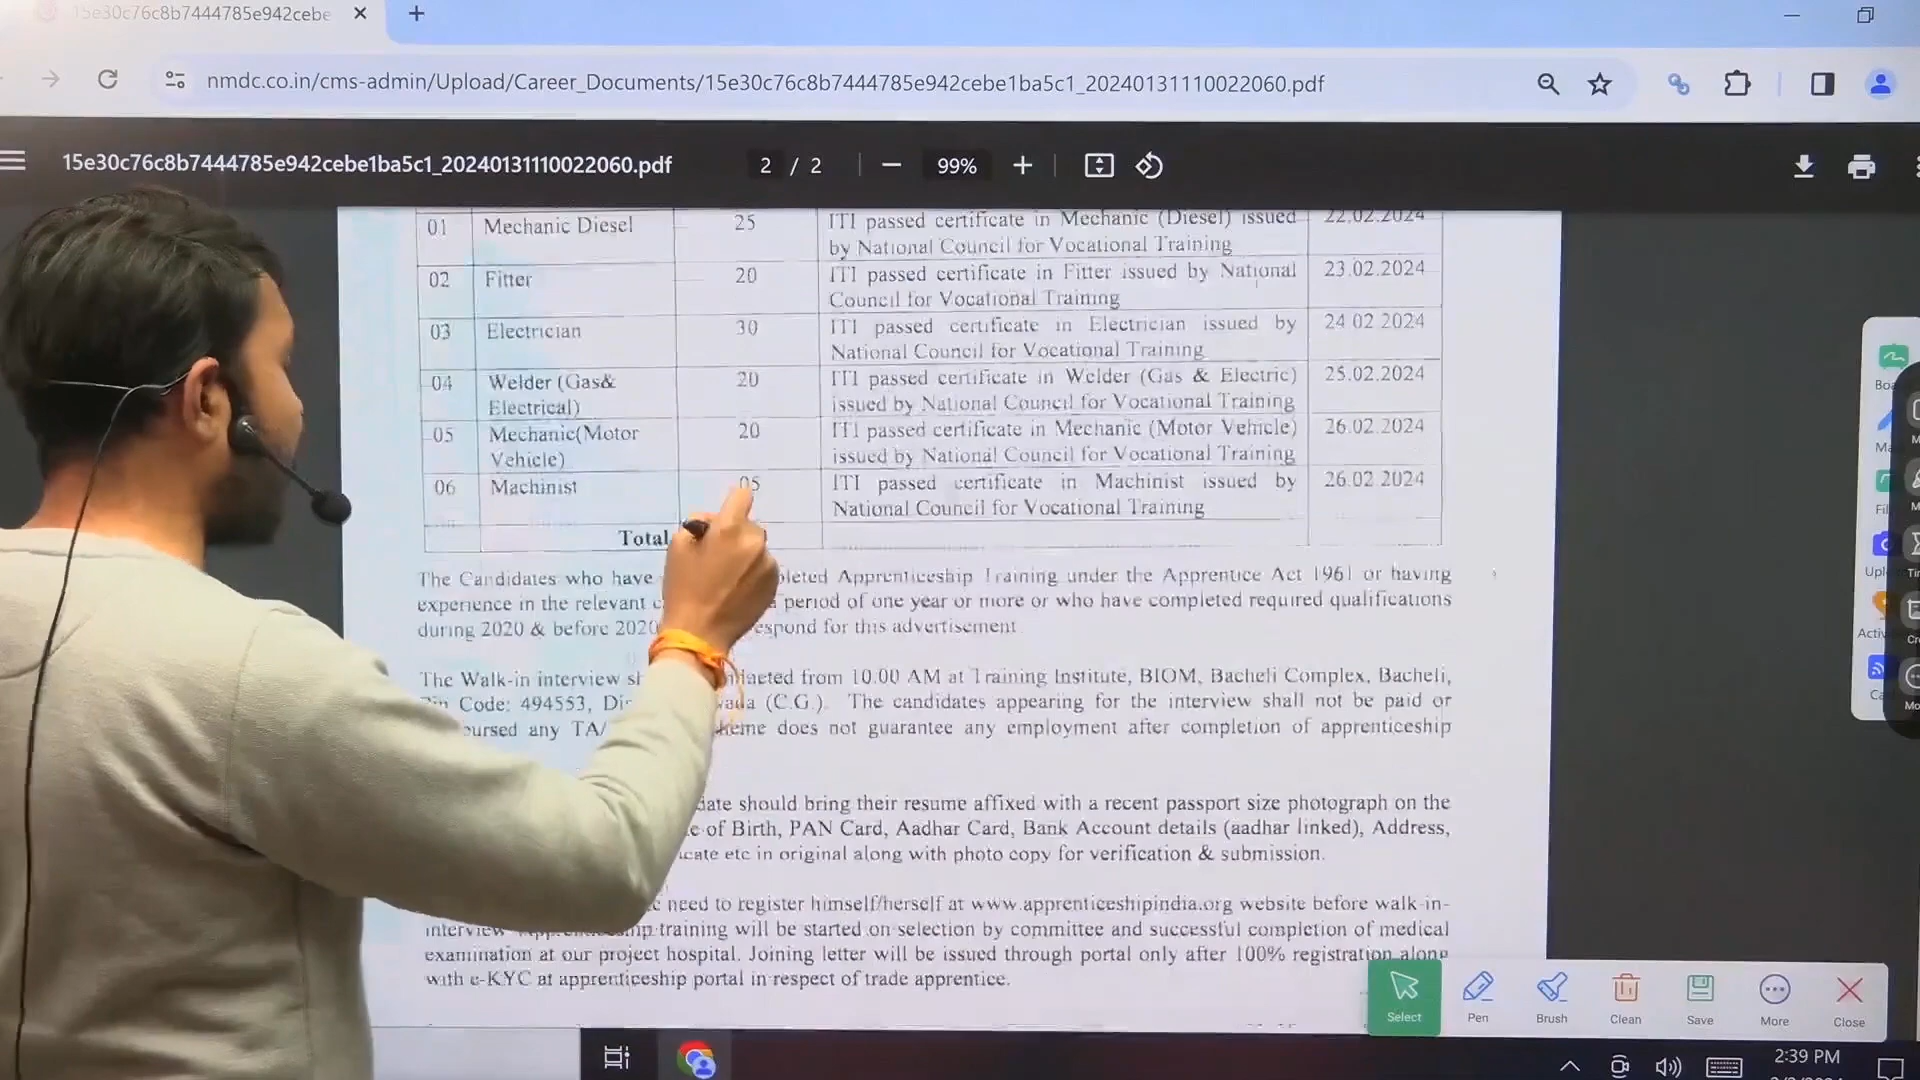 15e30c76c8b7444785e942cebe
nmdc.co.in/cms-admin/Upload/Career_Documents/15e30c76c8b7444785e942cebe1ba5c1_20240131110022060.pdf
15e30c76c8b7444785e942cebe1ba5c1_20240131110022060.pdf 2 / 2 99%
01 Mechanic Diesel 25 ITI passed certificate in Mechanic (Diesel) issued 22.02.2024
by National Council for Vocational Training
02 Fitter 20 ITI passed certificate in Fitter issued by National 23.02.2024
Council for Vocational Training
03 Electrician 30 ITI passed certificate in Electrician issued by 24 02 2024
National Council for Vocational Training
04 Welder (Gas& 20 ITI passed certificate in Welder (Gas & Electric) 25.02.2024
Electrical) issued by National Council for Vocational Training
05 Mechanic(Motor 20 ITI passed certificate in Mechanic (Motor Vehicle) 26.02.2024
Vehicle) issued by National Council for Vocational Training
06 Machinist 05 ITI passed certificate in Machinist issued by 26.02.2024
National Council for Vocational Training
Total
The Candidates who have Apprenticeship Training under the Apprentice Act 1961 or having
experience in the relevant period of one year or more or who have completed required qualifications
during 2020 & before 2020 for this advertisement
The Walk-in interview from 10.00 AM at Training Institute, BIOM, Bacheli Complex, Bacheli,
Code: 494553, (C.G.). The candidates appearing for the interview shall not be paid or
any does not guarantee any employment after completion of apprenticeship
should bring their resume affixed with a recent passport size photograph on the
of Birth, PAN Card, Aadhar Card, Bank Account details (aadhar linked), Address,
etc in original along with photo copy for verification & submission.
need to register himself/herself at www.apprenticeshipindia.org website before walk-in-
interview training will be started on selection by committee and successful completion of medical
examination at our project hospital. Joining letter will be issued through portal only after 100% registration along
with e-KYC at apprenticeship portal in respect of trade apprentice.
Select Pen Brush Clean Save More Close
2:39 PM